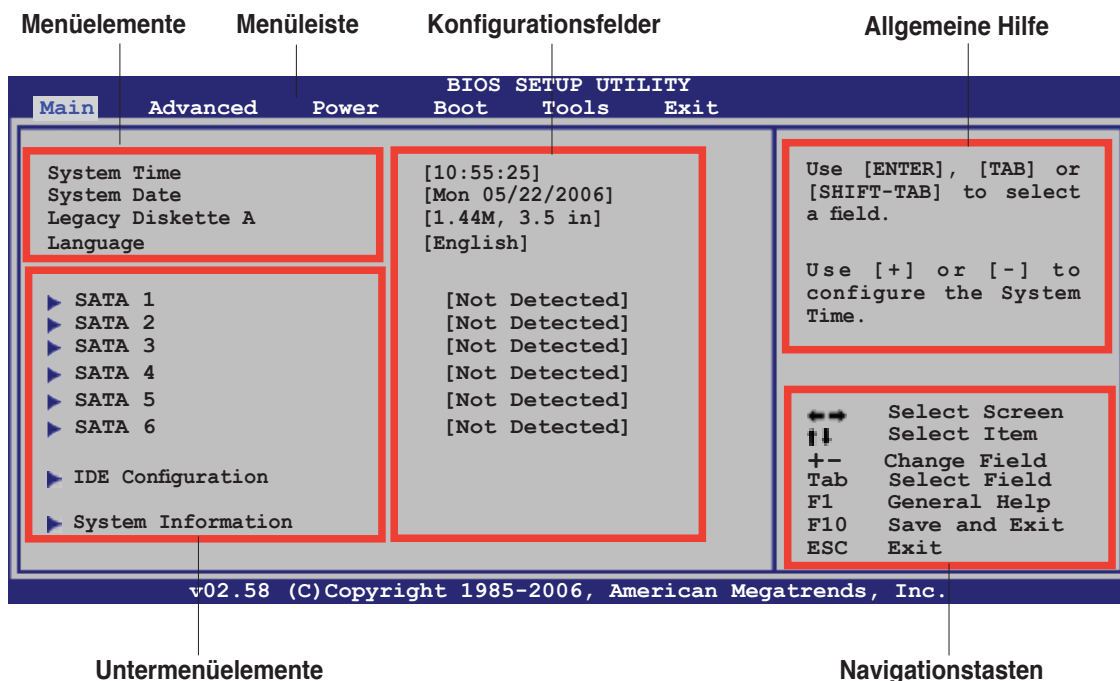 Menüelemente Menüleiste Konfigurationsfelder Allgemeine Hilfe
BIOS SETUP UTILITY
Main Advanced Power Boot Tools Exit
System Time [10:55:25]
System Date [Mon 05/22/2006]
Legacy Diskette A [1.44M, 3.5 in]
Language [English]
SATA 1 [Not Detected]
SATA 2 [Not Detected]
SATA 3 [Not Detected]
SATA 4 [Not Detected]
SATA 5 [Not Detected]
SATA 6 [Not Detected]
IDE Configuration
System Information
Use [ENTER], [TAB] or
[SHIFT-TAB] to select
a field.
Use [+] or [-] to
configure the System
Time.
←→ Select Screen
↑↓ Select Item
+- Change Field
Tab Select Field
F1 General Help
F10 Save and Exit
ESC Exit
v02.58 (C)Copyright 1985-2006, American Megatrends, Inc.
Untermenüelemente Navigationstasten